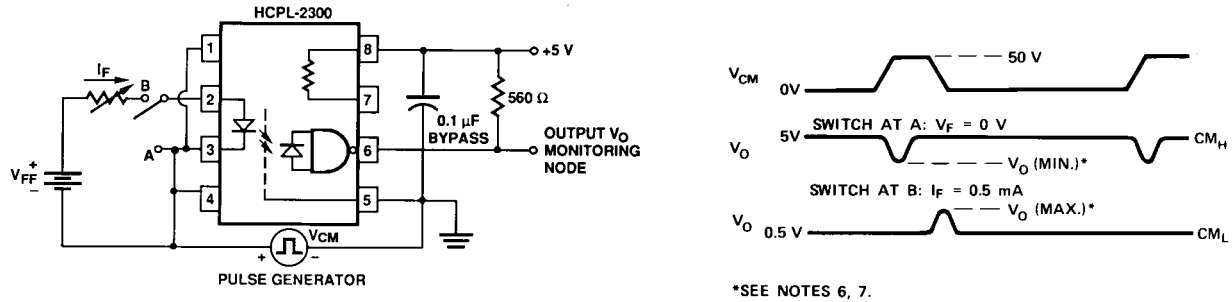 HCPL-2300
I_F
B
A
V_FF
+
–
1
2
3
4
8
7
6
5
+5 V
560 Ω
0.1 μF
BYPASS
OUTPUT V_O
MONITORING
NODE
V_CM
+
–
PULSE GENERATOR
V_CM
50 V
0V
SWITCH AT A: V_F = 0 V
5V
V_O
CM_H
V_O (MIN.)*
SWITCH AT B: I_F = 0.5 mA
V_O (MAX.)*
V_O
0.5 V
CM_L
*SEE NOTES 6, 7.